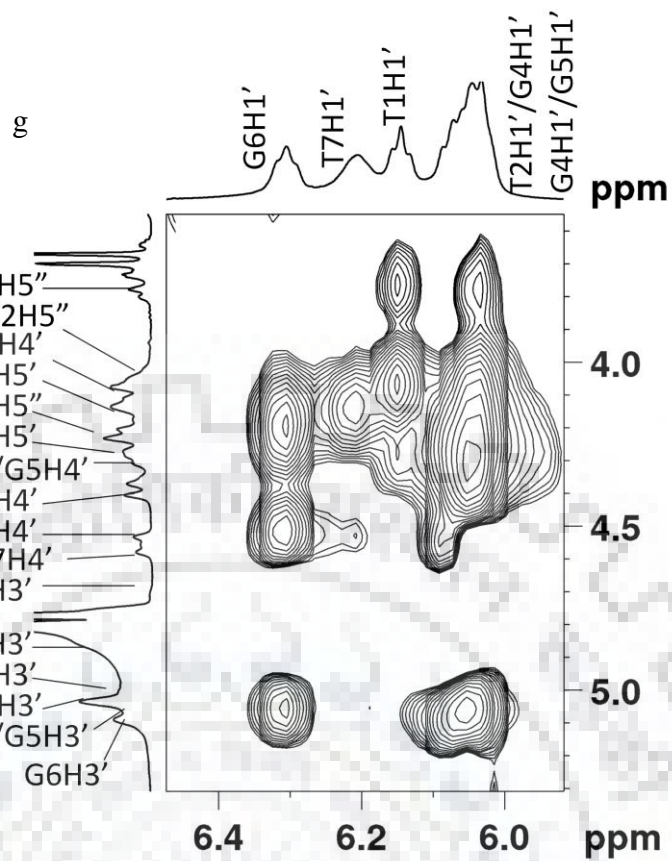 g
G6H1’
T7H1’
T1H1’
T2H1’/G4H1’
G4H1’/G5H1’
ppm
H5”
2H5”
H4’
H5’
H5”
H5’
’G5H4’
H4’
H4’
7H4’
H3’
H3’
H3’
H3’
’G5H3’
G6H3’
4.0
4.5
5.0
6.4 6.2 6.0 ppm